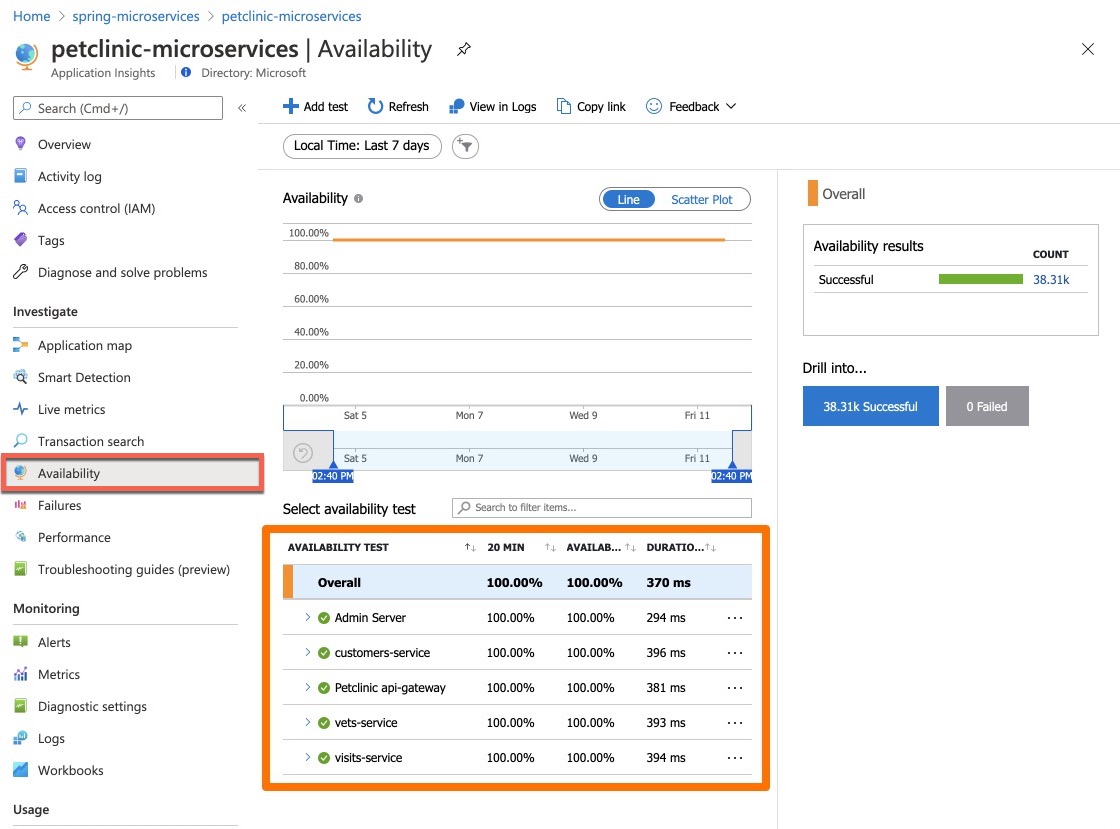 Home > spring-microservices > petclinic-microservices
petclinic-microservices | Availability
Application Insights
Directory: Microsoft
Search (Cmd+/)
«
Overview
Activity log
Access control (IAM)
Tags
Diagnose and solve problems
Investigate
Application map
Smart Detection
Live metrics
Transaction search
Availability
Failures
Performance
Troubleshooting guides (preview)
Monitoring
Alerts
Metrics
Diagnostic settings
Logs
Workbooks
Usage
Add test Refresh View in Logs Copy link Feedback
Local Time: Last 7 days
Availability
Line Scatter Plot
100.00%
80.00%
60.00%
40.00%
20.00%
0.00%
Sat 5 Mon 7 Wed 9 Fri 11
Sat 5 Mon 7 Wed 9 Fri 11
02:40 PM 02:40 PM
Select availability test
Search to filter items...
AVAILABILITY TEST 20 MIN AVAILAB... DURATIO...
Overall 100.00% 100.00% 370 ms
Admin Server 100.00% 100.00% 294 ms ...
customers-service 100.00% 100.00% 396 ms ...
Petclinic api-gateway 100.00% 100.00% 381 ms ...
vets-service 100.00% 100.00% 393 ms ...
visits-service 100.00% 100.00% 394 ms ...
Overall
Availability results
COUNT
Successful 38.31k
Drill into...
38.31k Successful 0 Failed